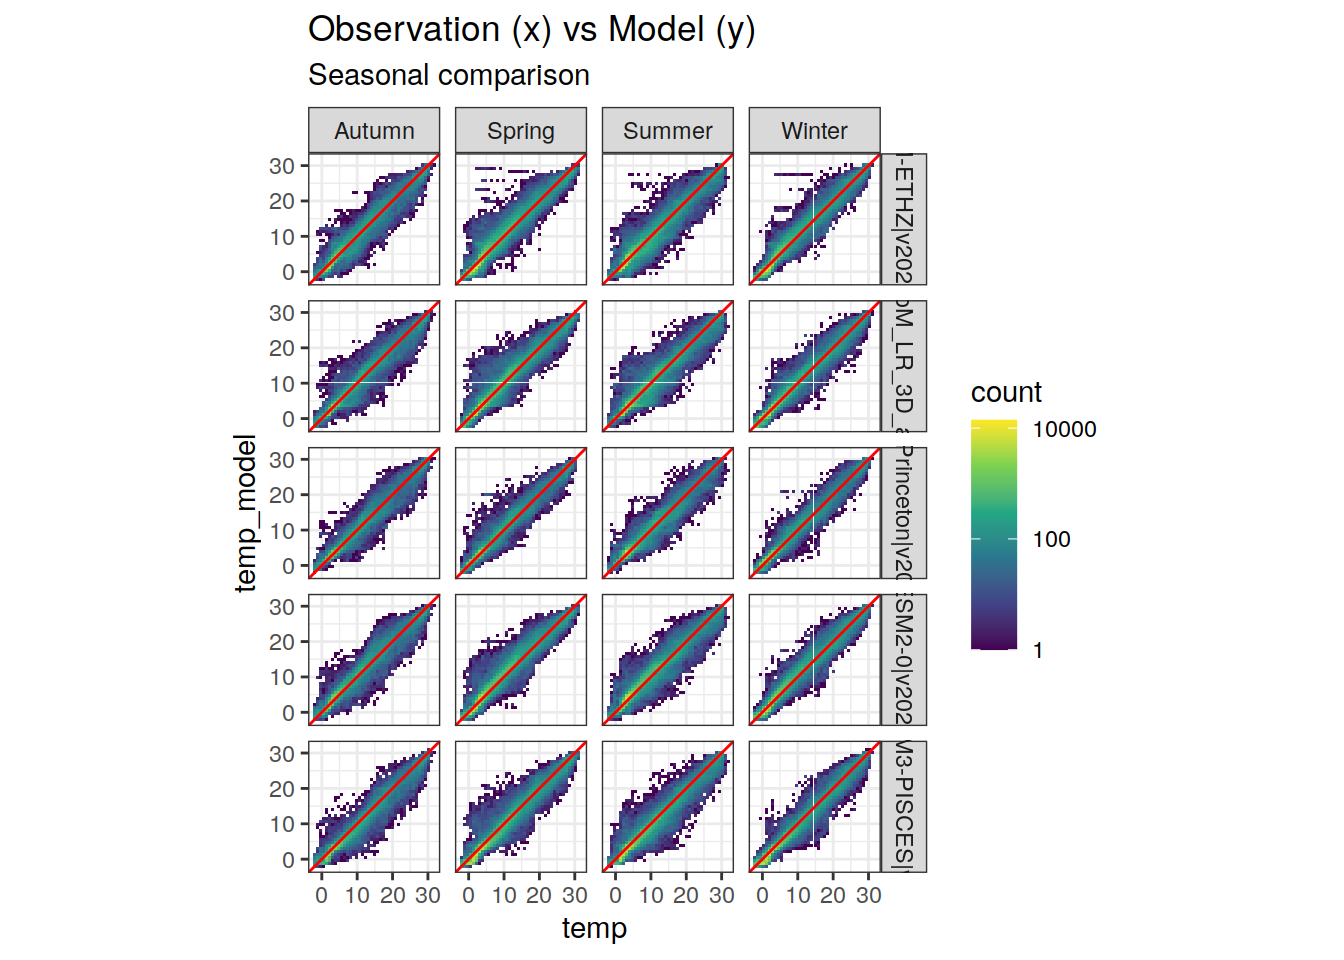 Observation (x) vs Model (y)
Seasonal comparison
Autumn Spring Summer Winter
30
20
10
0
-ETHZ|v202
30
20
10
0
M_LR_3D_
30
20
10
0
Princeton|v20
30
20
10
0
ESM2-0|v202
30
20
10
0
M3-PISCES|
0 10 20 30 0 10 20 30 0 10 20 30 0 10 20 30
temp
temp_model
count
10000
100
1